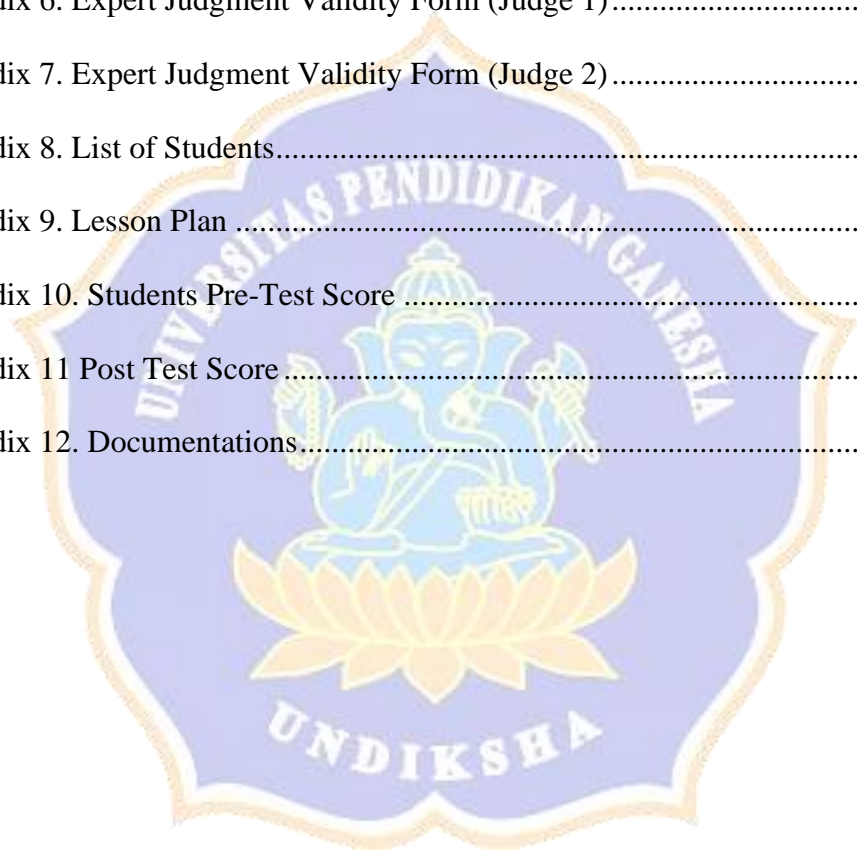 dix 6. Expert Judgment Validity Form (Judge 1)..............................
dix 7. Expert Judgment Validity Form (Judge 2)..............................
dix 8. List of Students.........................................................................
dix 9. Lesson Plan ..............................................................................
dix 10. Students Pre-Test Score .........................................................
dix 11 Post Test Score ........................................................................
dix 12. Documentations......................................................................
UNIVERSITAS PENDIDIKAN GANESHA
UNDIKSHA